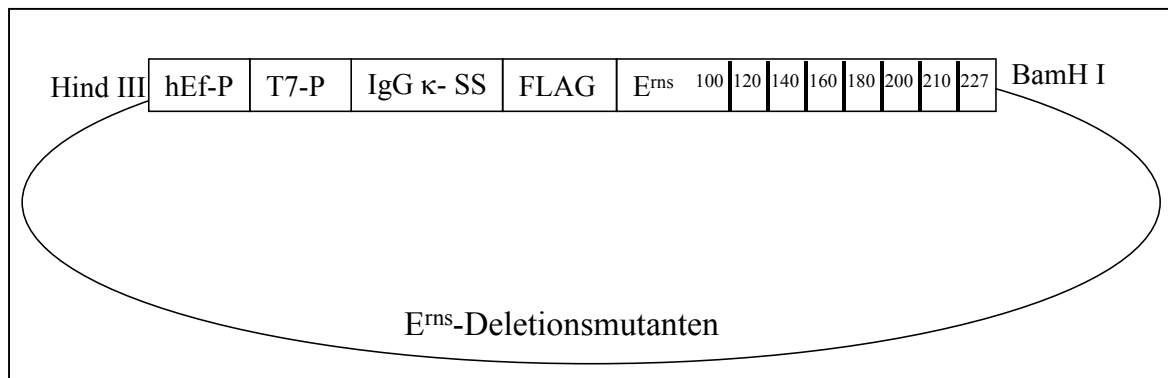 Hind III hEf-P T7-P IgG κ- SS FLAG Eʳⁿˢ 100 120 140 160 180 200 210 227 BamH I
Eʳⁿˢ-Deletionsmutanten